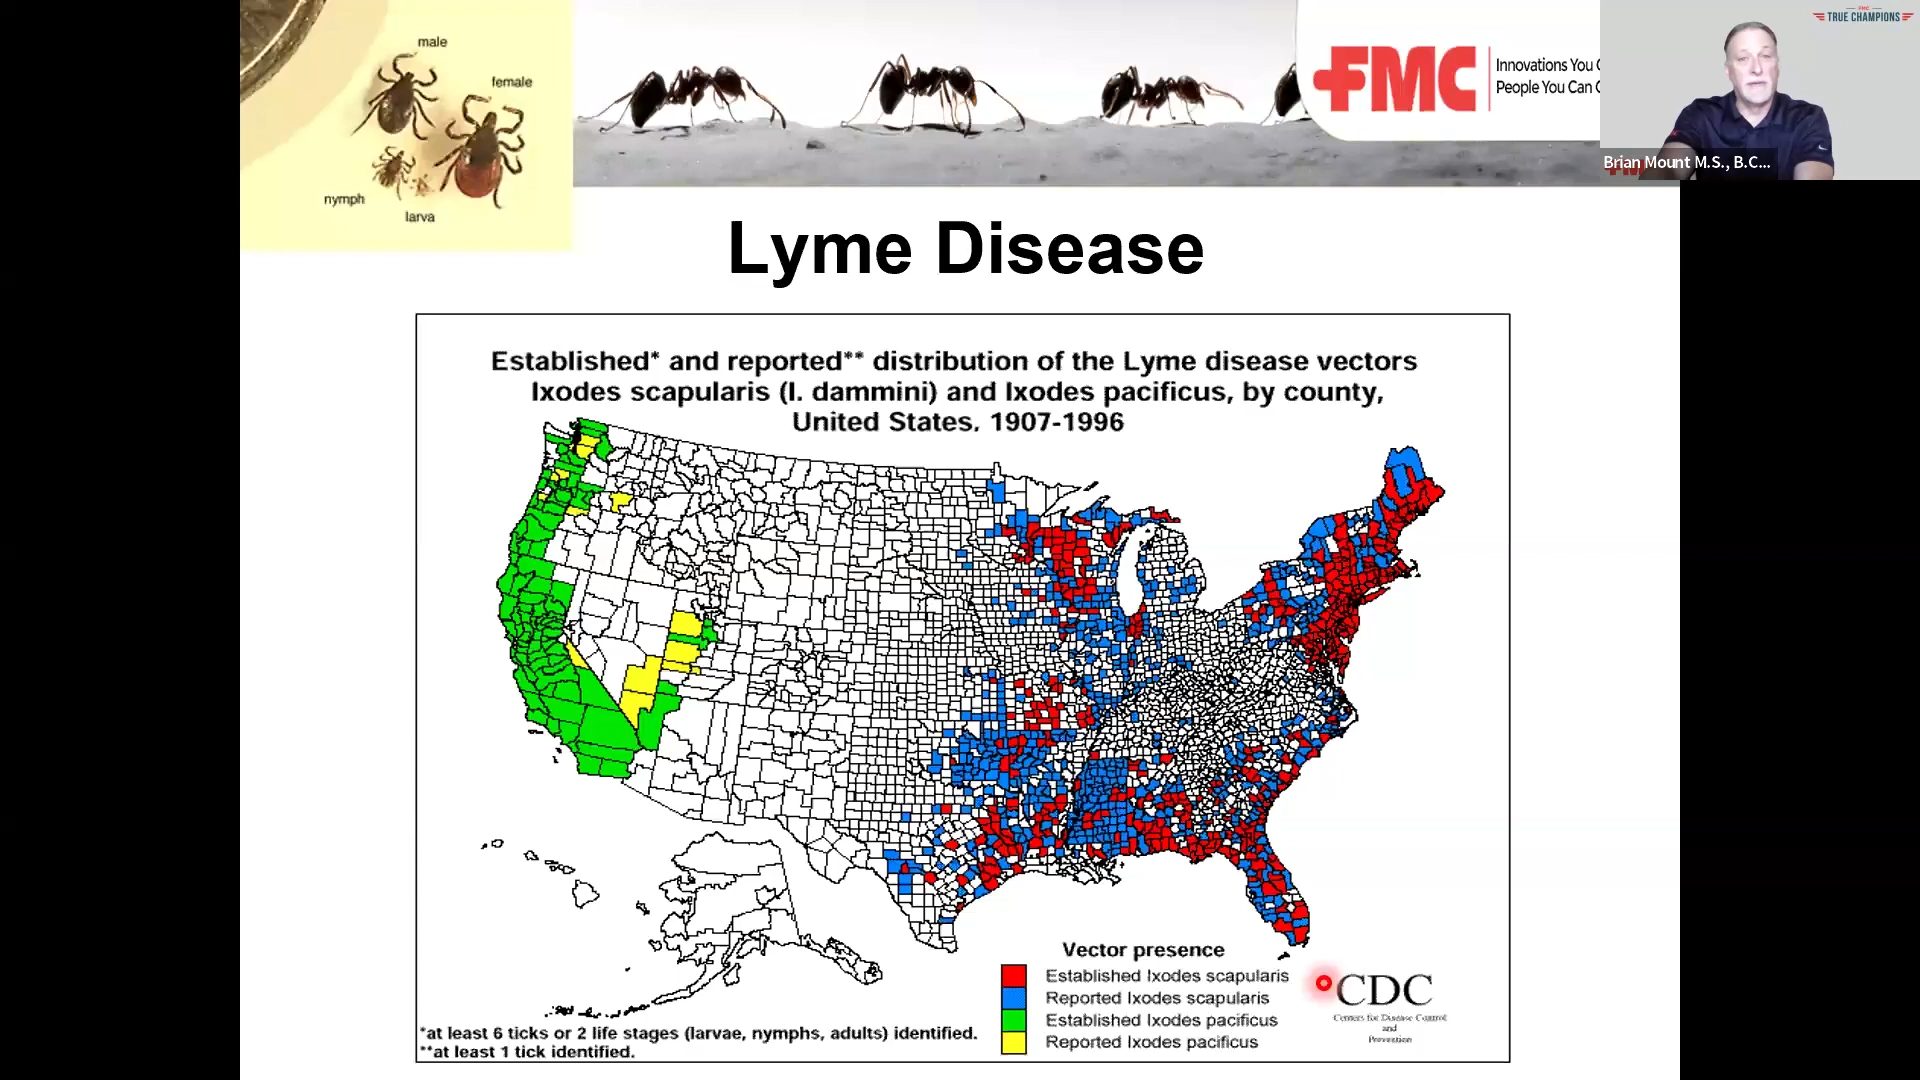 male
female
nymph
larva
FMC
Innovations You
People You Can
FMC
TRUE CHAMPIONS
Brian Mount M.S., B.C...
Lyme Disease
Established* and reported** distribution of the Lyme disease vectors
Ixodes scapularis (I. dammini) and Ixodes pacificus, by county,
United States, 1907-1996
Vector presence
Established Ixodes scapularis
Reported Ixodes scapularis
Established Ixodes pacificus
Reported Ixodes pacificus
CDC
Centers for Disease Control
and
Prevention
*at least 6 ticks or 2 life stages (larvae, nymphs, adults) identified.
**at least 1 tick identified.